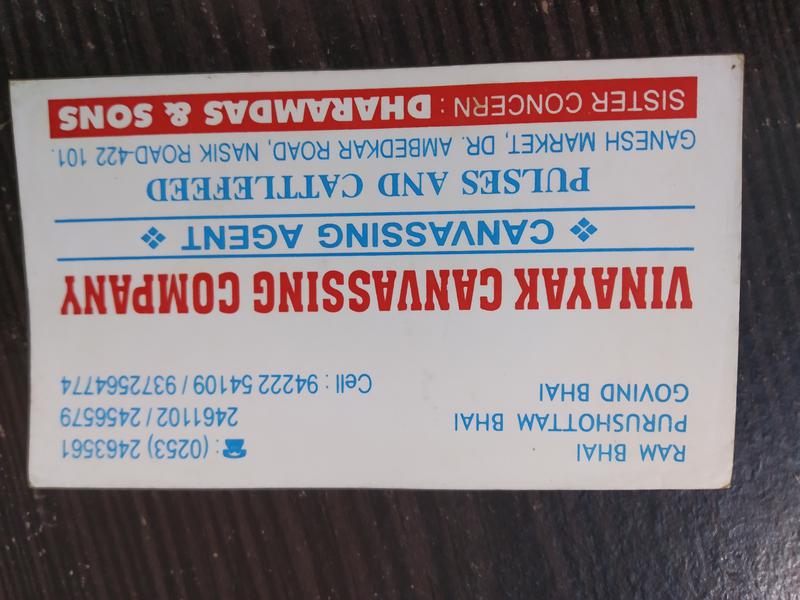 RAM BHAI
PURUSHOTTAM BHAI
GOVIND BHAI
☎ : (0253) 2463561
2461102 / 2456579
Cell : 94222 54109 / 9372564774
VINAYAK CANVASSING COMPANY
❖ CANVASSING AGENT ❖
PULSES AND CATTLEFEED
GANESH MARKET, DR. AMBEDKAR ROAD, NASIK ROAD-422 101.
SISTER CONCERN : DHARAMDAS & SONS